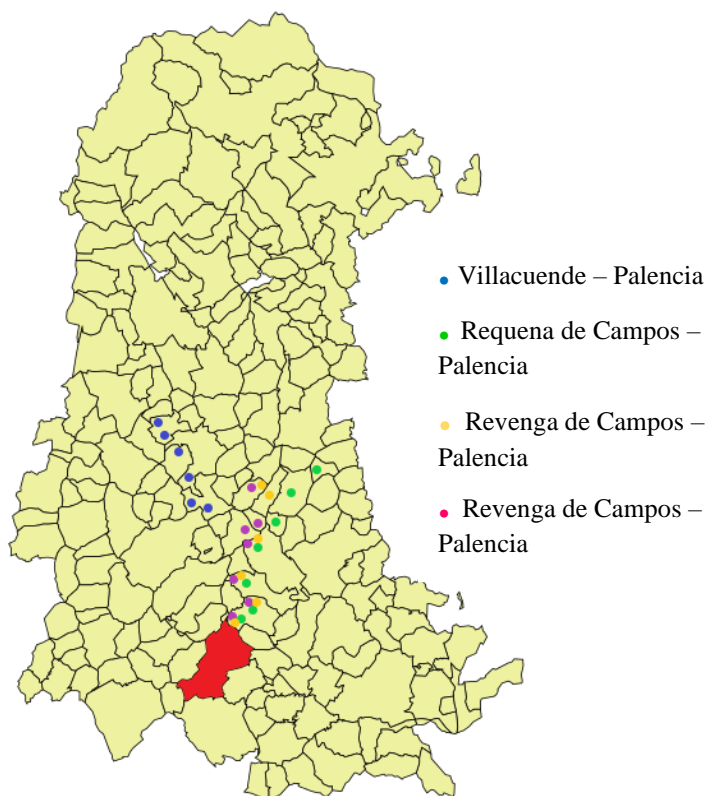 Villacuende – Palencia
Requena de Campos –
Palencia
Revenga de Campos –
Palencia
Revenga de Campos –
Palencia